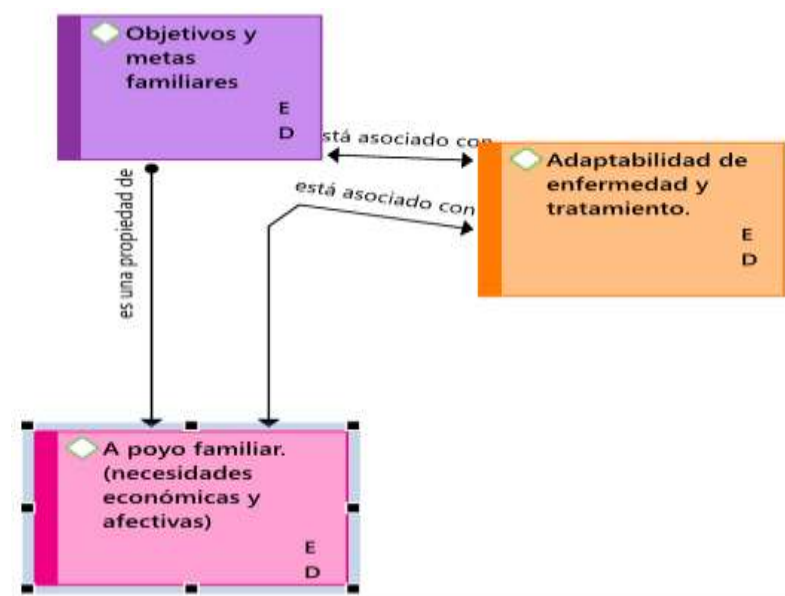 Objetivos y
metas
familiares
E
D
stá asociado con
Adaptabilidad de
enfermedad y
tratamiento.
E
D
está asociado con
es una propiedad de
A poyo familiar.
(necesidades
económicas y
afectivas)
E
D